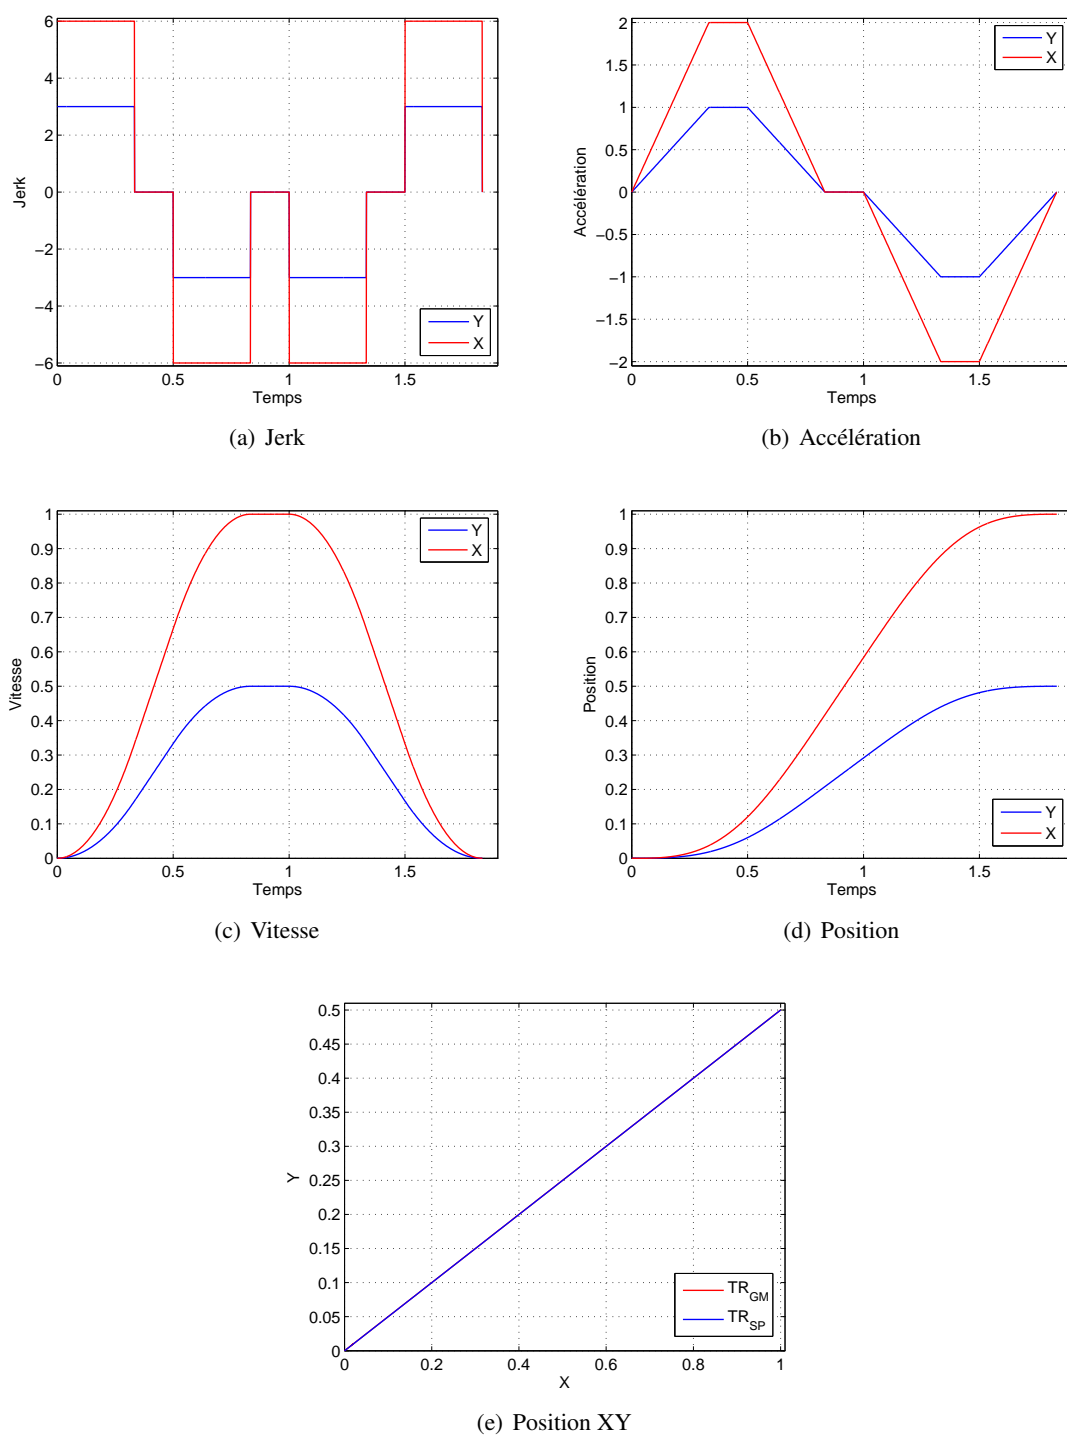 6
4
2
0
−2
−4
−6
Jerk
Y
X
0 0.5 1 1.5
Temps
(a) Jerk
2
1.5
1
0.5
0
−0.5
−1
−1.5
−2
Accélération
Y
X
0 0.5 1 1.5
Temps
(b) Accélération
1
0.9
0.8
0.7
0.6
0.5
0.4
0.3
0.2
0.1
0
Vitesse
Y
X
0 0.5 1 1.5
Temps
(c) Vitesse
1
0.9
0.8
0.7
0.6
0.5
0.4
0.3
0.2
0.1
0
Position
Y
X
0 0.5 1 1.5
Temps
(d) Position
0.5
0.45
0.4
0.35
0.3
0.25
0.2
0.15
0.1
0.05
0
Y
TR_GM
TR_SP
0 0.2 0.4 0.6 0.8 1
X
(e) Position XY